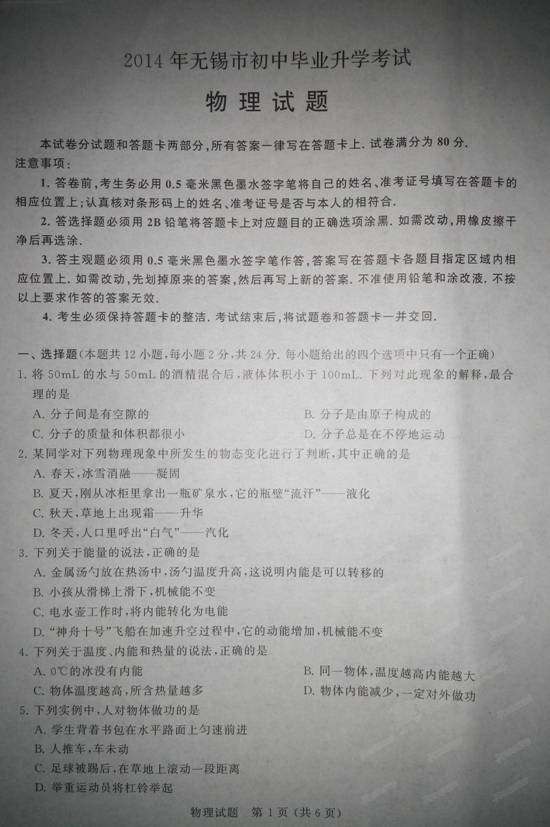 2014年无锡市初中毕业升学考试
物理试题
本试卷分试题和答题卡两部分,所有答案一律写在答题卡上.试卷满分为80分.
注意事项:
1. 答卷前,考生务必用0.5毫米黑色墨水签字笔将自己的姓名、准考证号填写在答题卡的
相应位置上;认真核对条形码上的姓名、准考证号是否与本人的相符合.
2. 答选择题必须用2B铅笔将答题卡上对应题目的正确选项涂黑.如需改动,用橡皮擦干
净后再选涂.
3. 答主观题必须用0.5毫米黑色墨水签字笔作答,答案写在答题卡各题目指定区域内相
应位置上.如需改动,先划掉原来的答案,然后再写上新的答案.不准使用铅笔和涂改液.不按
以上要求作答的答案无效.
4. 考生必须保持答题卡的整洁.考试结束后,将试题卷和答题卡一并交回.
一、选择题(本题共12小题,每小题2分,共24分.每小题给出的四个选项中只有一个正确)
1. 将50mL的水与50mL的酒精混合后,液体体积小于100mL.下列对此现象的解释,最合
理的是
A. 分子间是有空隙的 B. 分子是由原子构成的
C. 分子的质量和体积都很小 D. 分子总是在不停地运动
2. 某同学对下列物理现象中所发生的物态变化进行了判断,其中正确的是
A. 春天,冰雪消融——凝固
B. 夏天,刚从冰柜里拿出一瓶矿泉水,它的瓶壁“流汗”——液化
C. 秋天,草地上出现霜——升华
D. 冬天,人口里呼出“白气”——汽化
3. 下列关于能量的说法,正确的是
A. 金属汤勺放在热汤中,汤勺温度升高,这说明内能是可以转移的
B. 小孩从滑梯上滑下,机械能不变
C. 电水壶工作时,将内能转化为电能
D. “神舟十号”飞船在加速升空过程中,它的动能增加,机械能不变
4. 下列关于温度、内能和热量的说法,正确的是
A. 0℃的冰没有内能 B. 同一物体,温度越高内能越大
C. 物体温度越高,所含热量越多 D. 物体内能减少,一定对外做功
5. 下列实例中,人对物体做功的是
A. 学生背着书包在水平路面上匀速前进
B. 人推车,车未动
C. 足球被踢后,在草地上滚动一段距离
D. 举重运动员将杠铃举起
物理试题 第1页(共6页)